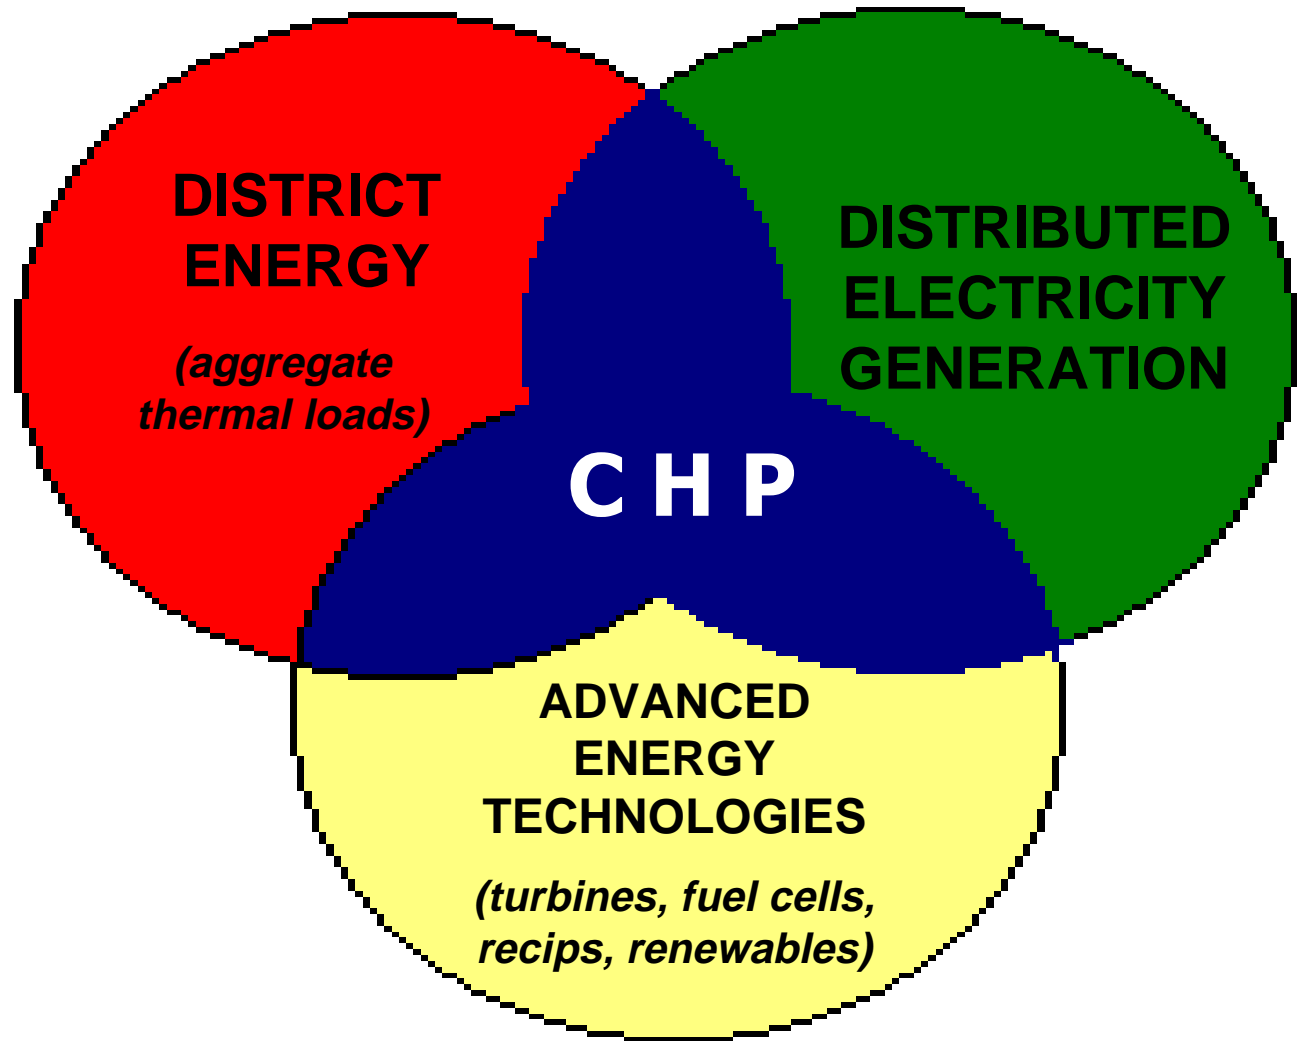 DISTRICT
ENERGY
(aggregate
thermal loads)
DISTRIBUTED
ELECTRICITY
GENERATION
C H P
ADVANCED
ENERGY
TECHNOLOGIES
(turbines, fuel cells,
recips, renewables)